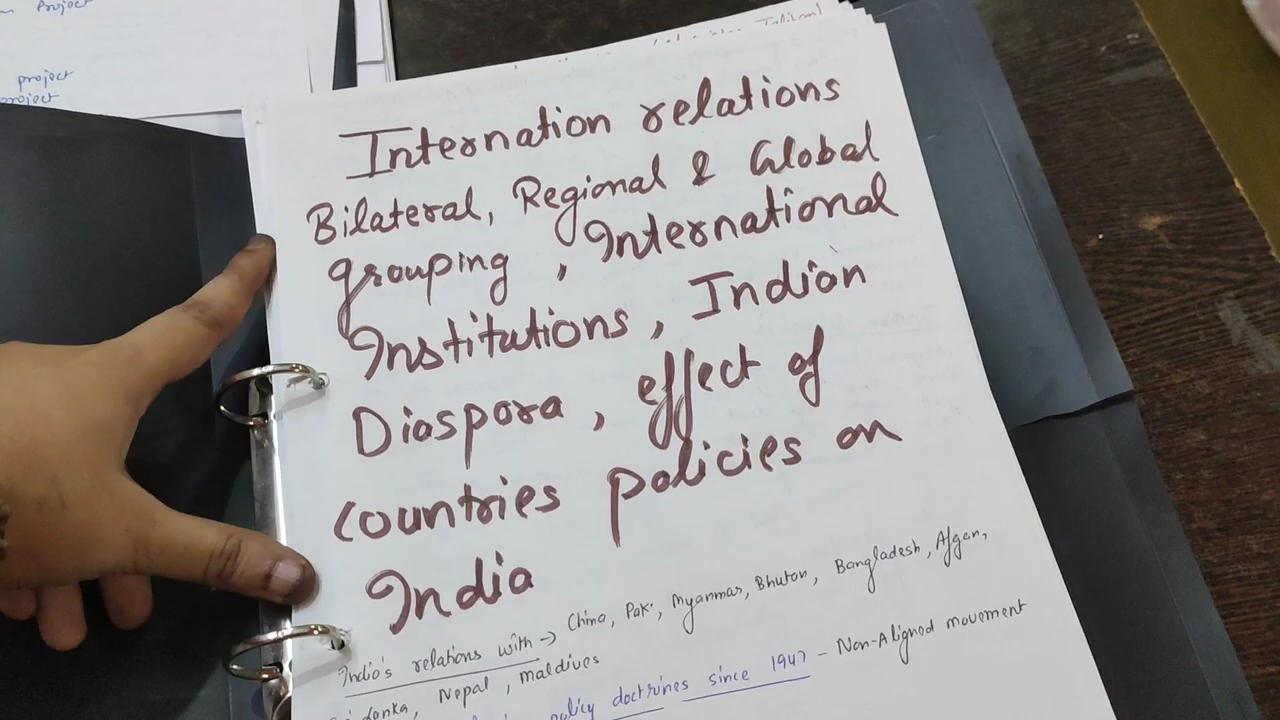 Project
project
project
Internation relations
Bilateral, Regional & Global
grouping, International
Institutions, Indian
Diaspora, effect of
countries policies on
India
India's relations with → China, Pak, Myanmar, Bhutan, Bangladesh, Afgan,
Lanka, Nepal, maldives
policy doctrines since 1947 - Non-Aligned movement